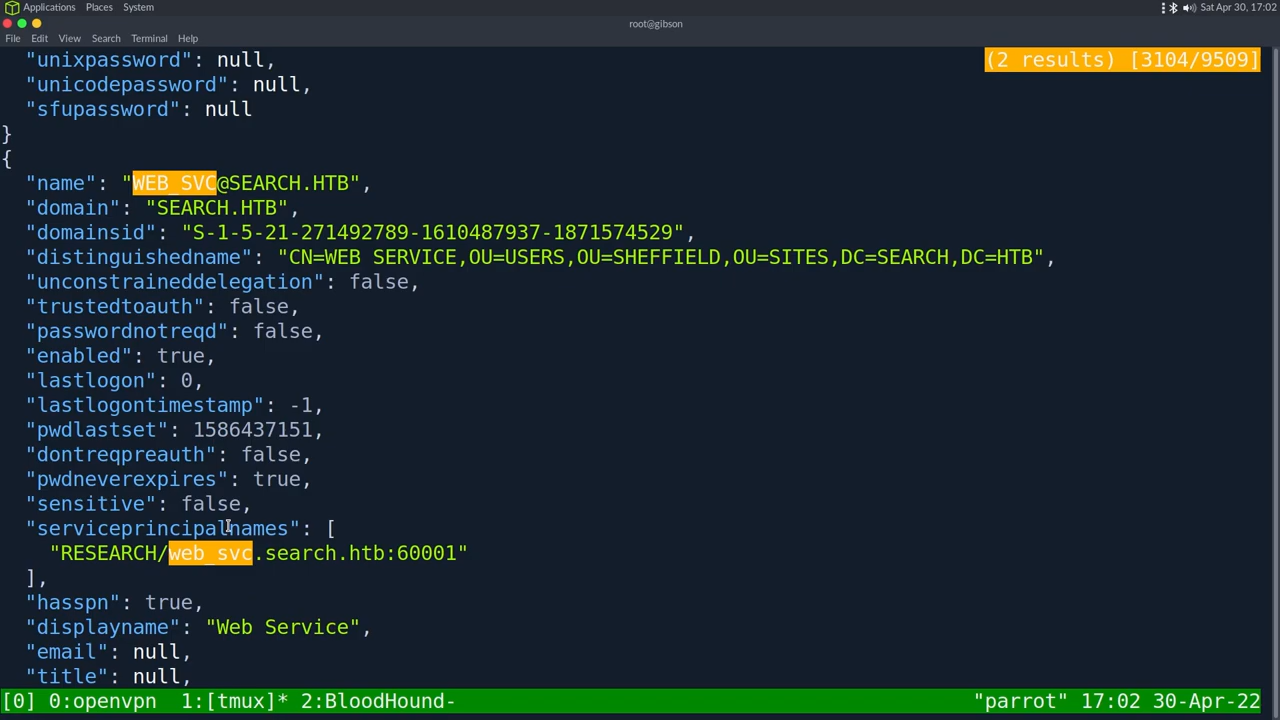 Applications Places System Sat Apr 30, 17:02
root@gibson
File Edit View Search Terminal Help
"unixpassword": null, (2 results) [3104/9509]
"unicodepassword": null,
"sfupassword": null
}
{
"name": "WEB_SVC@SEARCH.HTB",
"domain": "SEARCH.HTB",
"domainsid": "S-1-5-21-271492789-1610487937-1871574529",
"distinguishedname": "CN=WEB SERVICE,OU=USERS,OU=SHEFFIELD,OU=SITES,DC=SEARCH,DC=HTB",
"unconstraineddelegation": false,
"trustedtoauth": false,
"passwordnotreqd": false,
"enabled": true,
"lastlogon": 0,
"lastlogontimestamp": -1,
"pwdlastset": 1586437151,
"dontreqpreauth": false,
"pwdneverexpires": true,
"sensitive": false,
"serviceprincipalnames": [
"RESEARCH/web_svc.search.htb:60001"
],
"hasspn": true,
"displayname": "Web Service",
"email": null,
"title": null,
[0] 0:openvpn 1:[tmux]* 2:BloodHound- "parrot" 17:02 30-Apr-22